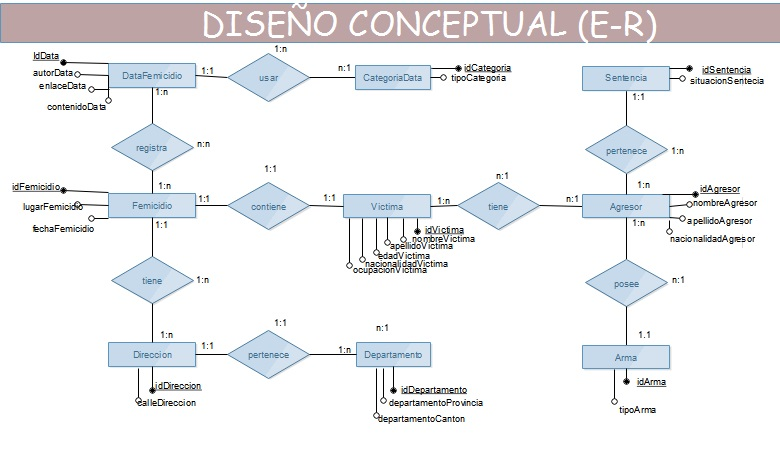 DISEÑO CONCEPTUAL (E-R)
IdData
autorData
enlaceData
contenidoData
DataFemicidio
1:1
1:n
usar
n:1
CategoriaData
idCategoria
tipoCategoria
Sentencia
idSentencia
situacionSentecia
1:n
registra
n:n
1:1
pertenece
1:n
idFemicidio
lugarFemicidio
fechaFemicidio
1:n
Femicidio
1:1
1:1
contiene
1:1
Victima
1:n
n:1
tiene
n:1
1:n
Agresor
idAgresor
nombreAgresor
apellidoAgresor
nacionalidadAgresor
idVictima
nombreVictima
apellidoVictima
edadVictima
nacionalidadVictima
ocupacionVictima
1:1
tiene
1:n
1:n
posee
n:1
1:n
Direccion
1:1
1:1
pertenece
1:n
n:1
Departamento
1.1
Arma
idDireccion
calleDireccion
idDepartamento
departamentoProvincia
departamentoCanton
idArma
tipoArma